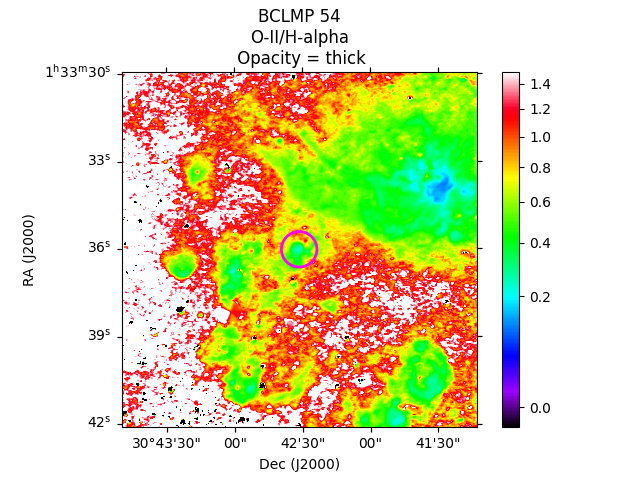 BCLMP 54
O-II/H-alpha
Opacity = thick
1ʰ33ᵐ30ˢ
33ˢ
36ˢ
39ˢ
42ˢ
RA (J2000)
30°43'30" 00" 42'30" 00" 41'30"
Dec (J2000)
1.4
1.2
1.0
0.8
0.6
0.4
0.2
0.0